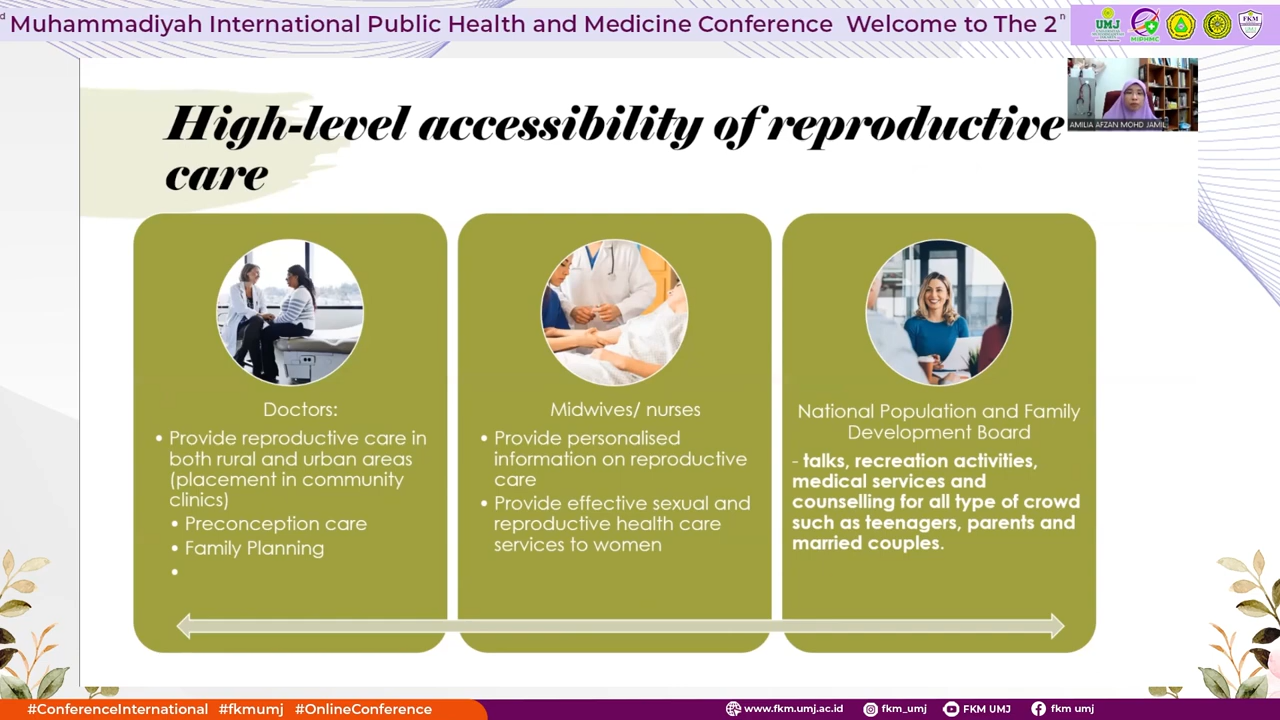 d Muhammadiyah International Public Health and Medicine Conference Welcome to The 2n
UMJ
MIPHMC
FKM
High-level accessibility of reproductive
care
AMILIA AFZAN MOHD JAMIL
Doctors:
• Provide reproductive care in
both rural and urban areas
(placement in community
clinics)
• Preconception care
• Family Planning
•
Midwives/ nurses
• Provide personalised
information on reproductive
care
• Provide effective sexual and
reproductive health care
services to women
National Population and Family
Development Board
- talks, recreation activities,
medical services and
counselling for all type of crowd
such as teenagers, parents and
married couples.
#ConferenceInternational #fkmumj #OnlineConference
www.fkm.umj.ac.id fkm_umj FKM UMJ fkm umj